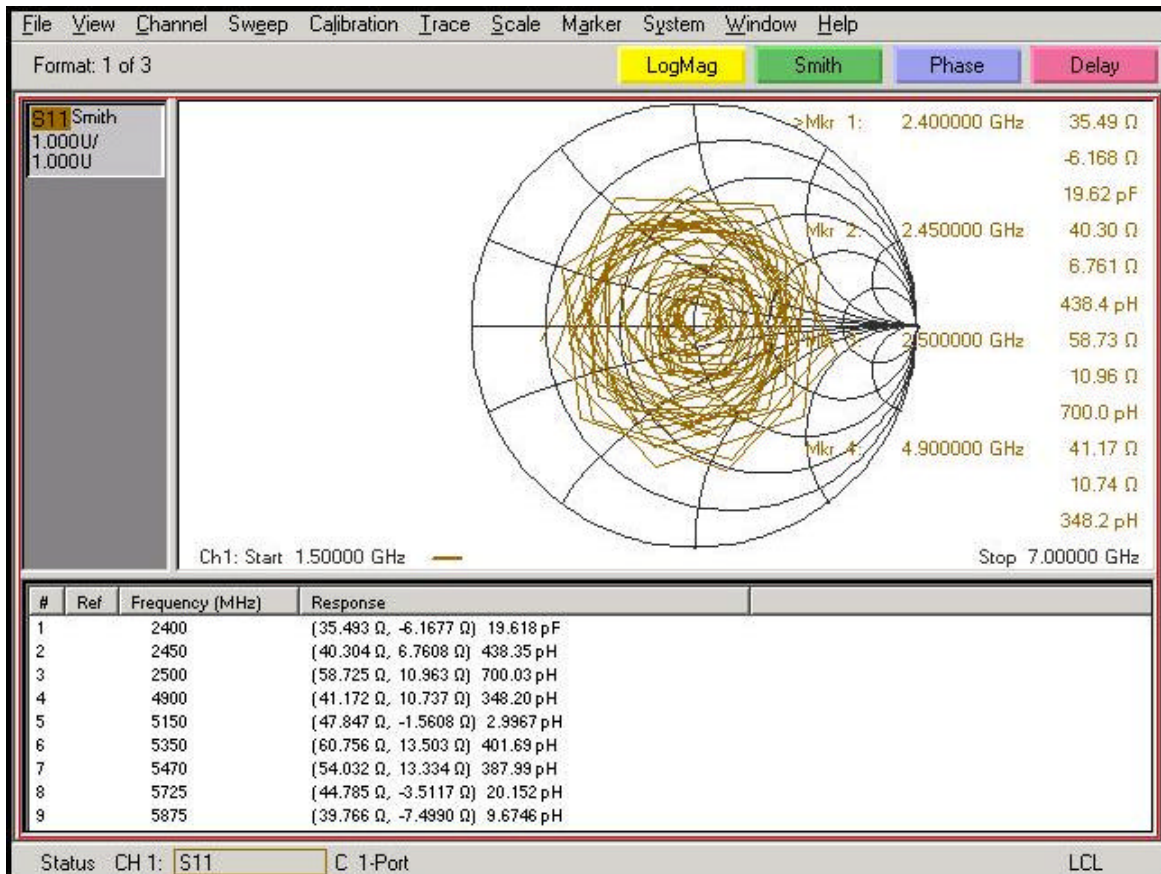 File View Channel Sweep Calibration Trace Scale Marker System Window Help
Format: 1 of 3 LogMag Smith Phase Delay
S11 Smith
1.000U/
1.000U
>Mkr 1: 2.400000 GHz 35.49 Ω
-6.168 Ω
19.62 pF
Mkr 2: 2.450000 GHz 40.30 Ω
6.761 Ω
438.4 pH
Mkr 3: 2.500000 GHz 58.73 Ω
10.96 Ω
700.0 pH
Mkr 4: 4.900000 GHz 41.17 Ω
10.74 Ω
348.2 pH
Ch1: Start 1.50000 GHz Stop 7.00000 GHz
# Ref Frequency (MHz) Response
1 2400 (35.493 Ω, -6.1677 Ω) 19.618 pF
2 2450 (40.304 Ω, 6.7608 Ω) 438.35 pH
3 2500 (58.725 Ω, 10.963 Ω) 700.03 pH
4 4900 (41.172 Ω, 10.737 Ω) 348.20 pH
5 5150 (47.847 Ω, -1.5608 Ω) 2.9967 pH
6 5350 (60.756 Ω, 13.503 Ω) 401.69 pH
7 5470 (54.032 Ω, 13.334 Ω) 387.99 pH
8 5725 (44.785 Ω, -3.5117 Ω) 20.152 pH
9 5875 (39.766 Ω, -7.4990 Ω) 9.6746 pH
Status CH 1: S11 C 1-Port LCL